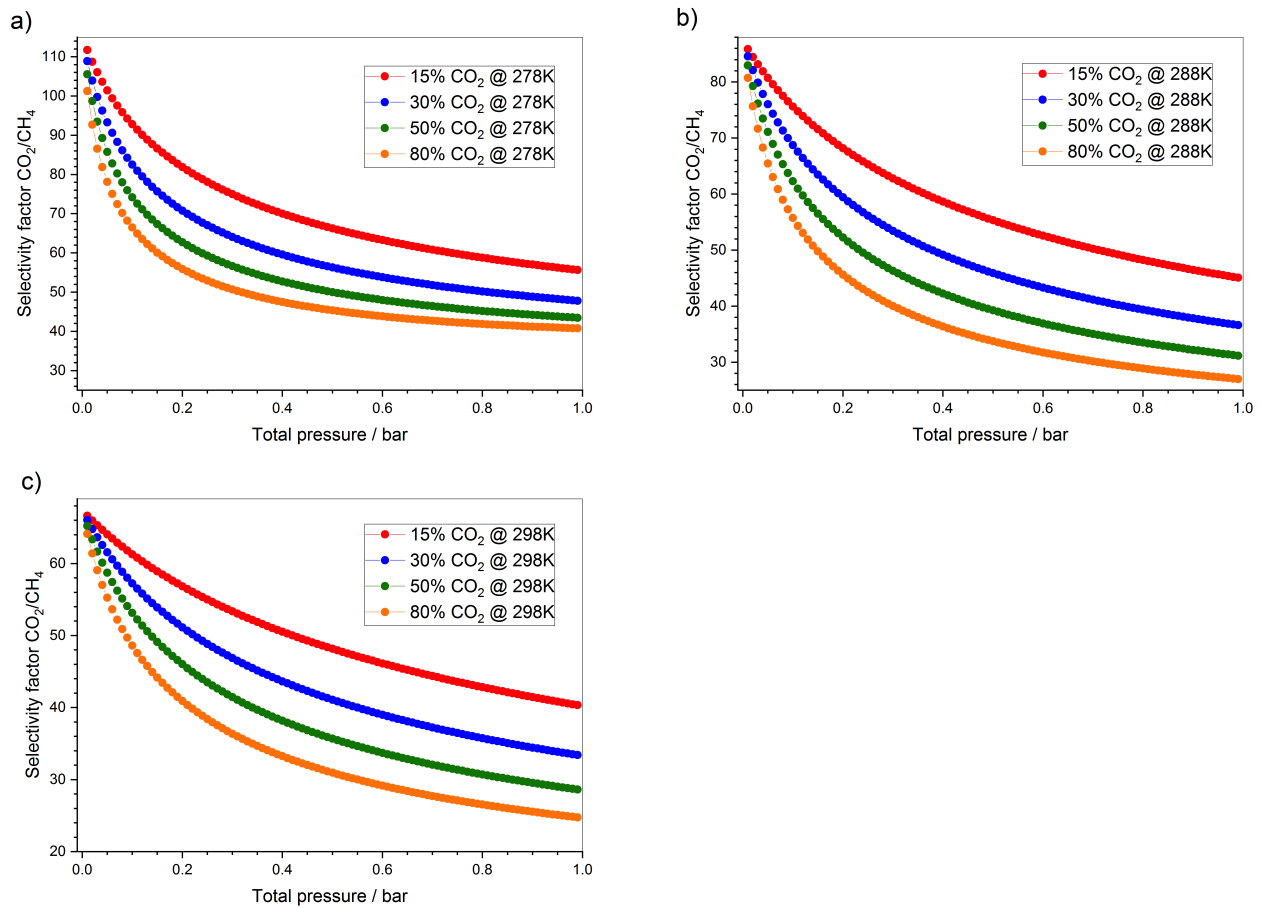 a)
Selectivity factor CO₂/CH₄
110
100
90
80
70
60
50
40
30
0.0 0.2 0.4 0.6 0.8 1.0
Total pressure / bar
15% CO₂ @ 278K
30% CO₂ @ 278K
50% CO₂ @ 278K
80% CO₂ @ 278K
b)
Selectivity factor CO₂/CH₄
80
70
60
50
40
30
0.0 0.2 0.4 0.6 0.8 1.0
Total pressure / bar
15% CO₂ @ 288K
30% CO₂ @ 288K
50% CO₂ @ 288K
80% CO₂ @ 288K
c)
Selectivity factor CO₂/CH₄
60
50
40
30
20
0.0 0.2 0.4 0.6 0.8 1.0
Total pressure / bar
15% CO₂ @ 298K
30% CO₂ @ 298K
50% CO₂ @ 298K
80% CO₂ @ 298K